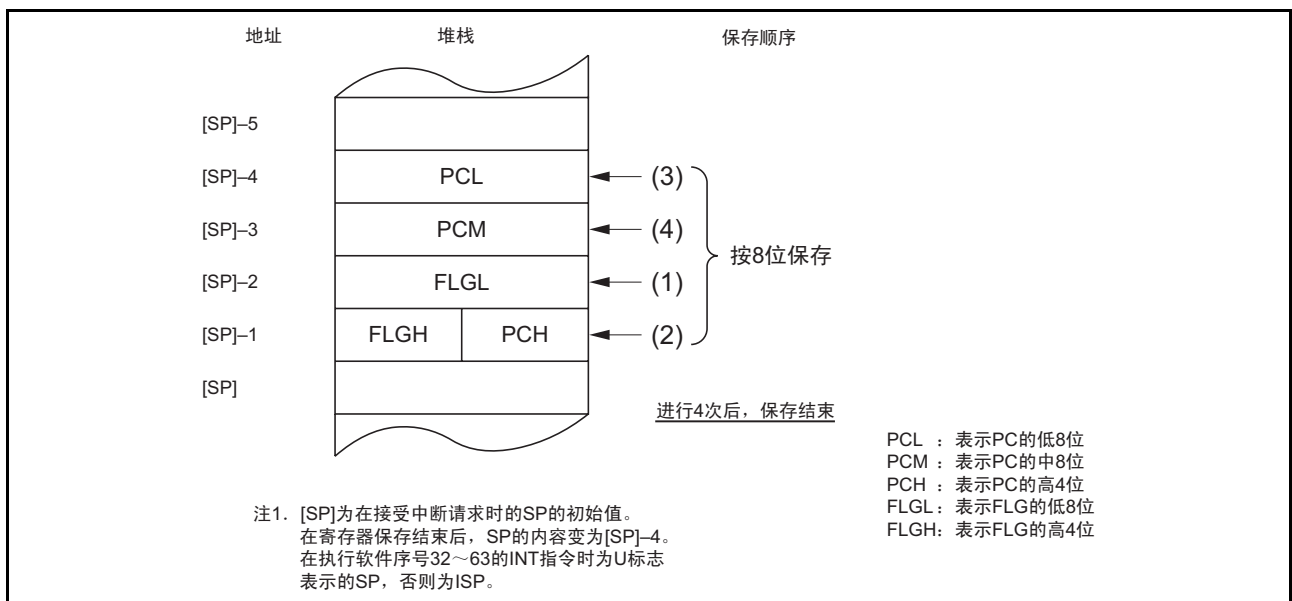 地址 堆栈 保存顺序
[SP]–5
[SP]–4 PCL (3)
[SP]–3 PCM (4)
按8位保存
[SP]–2 FLGL (1)
[SP]–1 FLGH PCH (2)
[SP]
进行4次后，保存结束
PCL ：表示PC的低8位
PCM ：表示PC的中8位
PCH ：表示PC的高4位
FLGL：表示FLG的低8位
FLGH：表示FLG的高4位
注1. [SP]为在接受中断请求时的SP的初始值。
在寄存器保存结束后，SP的内容变为[SP]–4。
在执行软件序号32～63的INT指令时为U标志
表示的SP，否则为ISP。